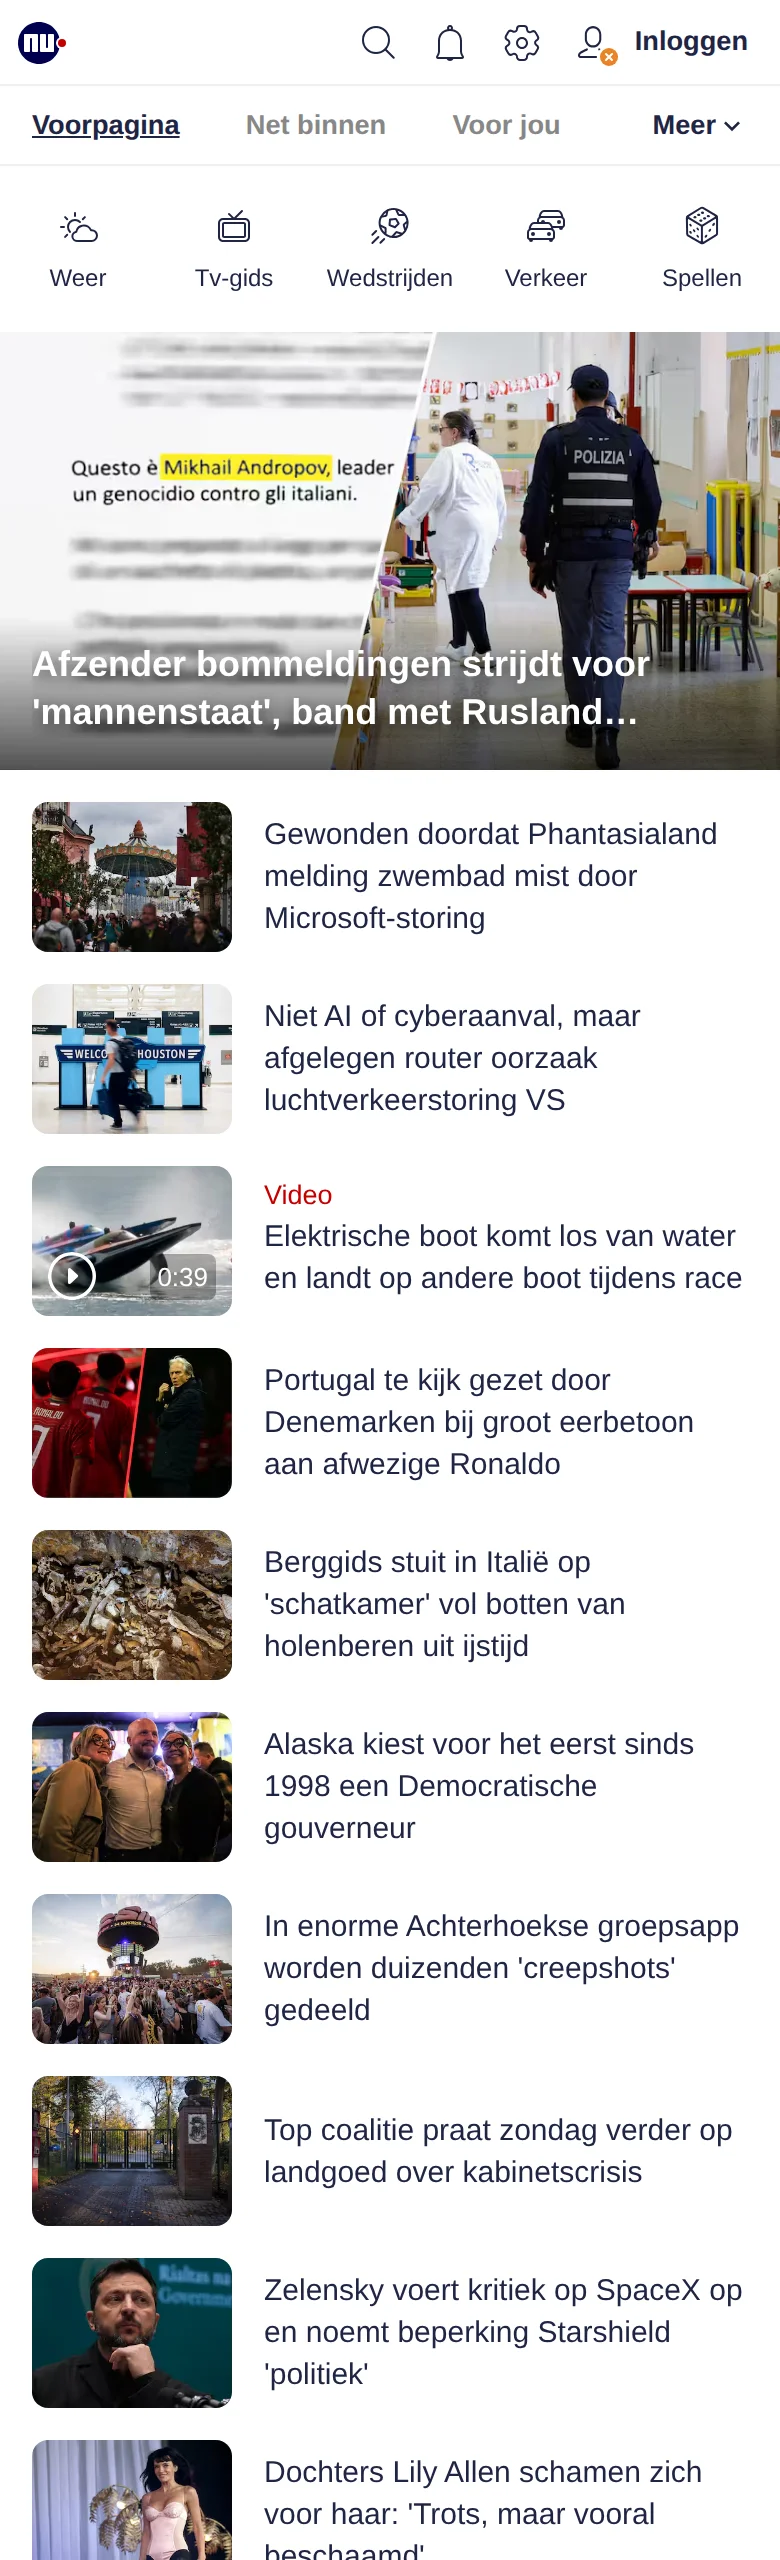 nu
Inloggen
Voorpagina
Net binnen
Voor jou
Meer
Weer
Tv-gids
Wedstrijden
Verkeer
Spellen
Questo è Mikhail Andropov, leader
un genocidio contro gli italiani.
POLIZIA
Afzender bommeldingen strijdt voor
'mannenstaat', band met Rusland…
Gewonden doordat Phantasialand
melding zwembad mist door
Microsoft-storing
WELCO HOUSTON
Niet AI of cyberaanval, maar
afgelegen router oorzaak
luchtverkeerstoring VS
0:39
Video
Elektrische boot komt los van water
en landt op andere boot tijdens race
RONALDO
7
RONALDO
7
Portugal te kijk gezet door
Denemarken bij groot eerbetoon
aan afwezige Ronaldo
Berggids stuit in Italië op
'schatkamer' vol botten van
holenberen uit ijstijd
Alaska kiest voor het eerst sinds
1998 een Democratische
gouverneur
In enorme Achterhoekse groepsapp
worden duizenden 'creepshots'
gedeeld
Top coalitie praat zondag verder op
landgoed over kabinetscrisis
Rialtas na
Governme
Zelensky voert kritiek op SpaceX op
en noemt beperking Starshield
'politiek'
Dochters Lily Allen schamen zich
voor haar: 'Trots, maar vooral
beschaamd'